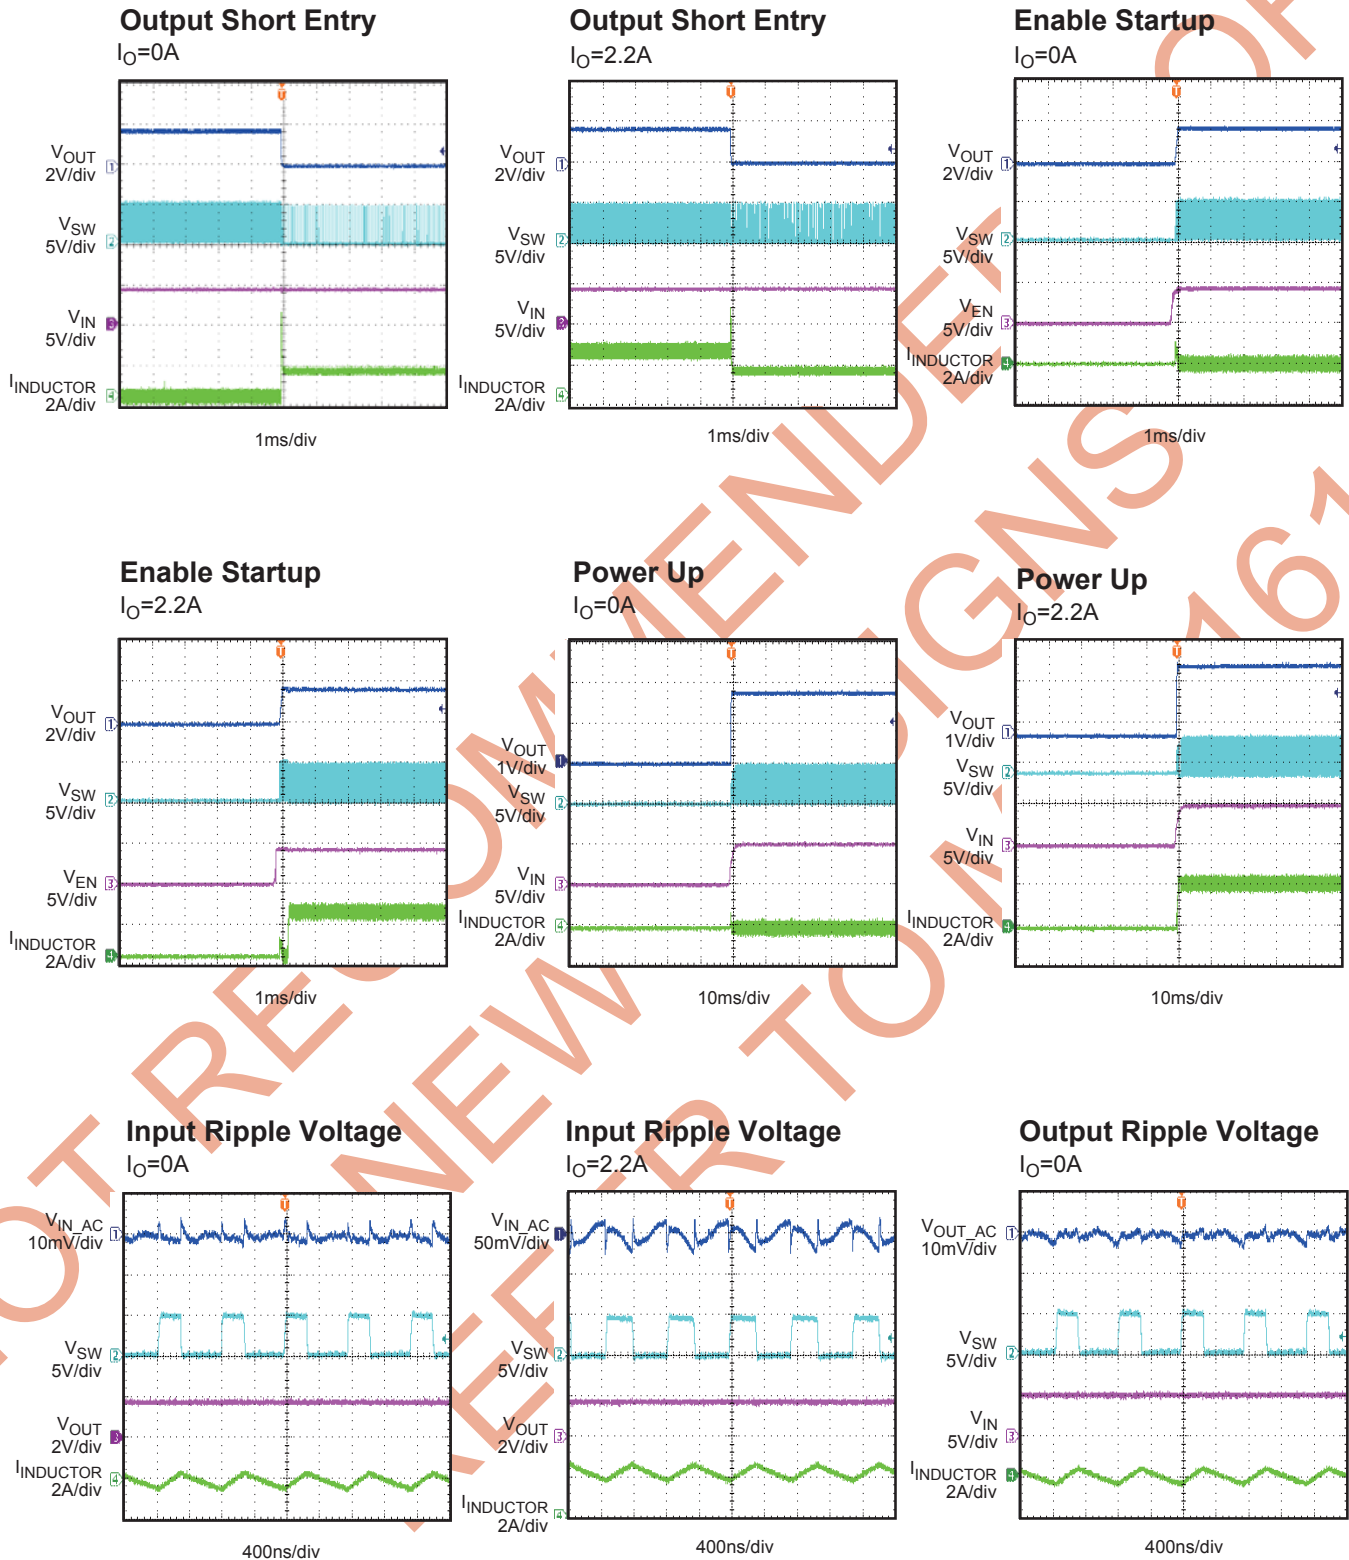 Output Short Entry
IO=0A
VOUT
2V/div
VSW
5V/div
VIN
5V/div
IINDUCTOR
2A/div
1ms/div
Output Short Entry
IO=2.2A
VOUT
2V/div
VSW
5V/div
VIN
5V/div
IINDUCTOR
2A/div
1ms/div
Enable Startup
IO=0A
VOUT
2V/div
VSW
5V/div
VEN
5V/div
IINDUCTOR
2A/div
1ms/div
Enable Startup
IO=2.2A
VOUT
2V/div
VSW
5V/div
VEN
5V/div
IINDUCTOR
2A/div
1ms/div
Power Up
IO=0A
VOUT
1V/div
VSW
5V/div
VIN
5V/div
IINDUCTOR
2A/div
10ms/div
Power Up
IO=2.2A
VOUT
1V/div
VSW
5V/div
VIN
5V/div
IINDUCTOR
2A/div
10ms/div
Input Ripple Voltage
IO=0A
VIN_AC
10mV/div
VSW
5V/div
VOUT
2V/div
IINDUCTOR
2A/div
400ns/div
Input Ripple Voltage
IO=2.2A
VIN_AC
50mV/div
VSW
5V/div
VOUT
2V/div
IINDUCTOR
2A/div
400ns/div
Output Ripple Voltage
IO=0A
VOUT_AC
10mV/div
VSW
5V/div
VIN
5V/div
IINDUCTOR
2A/div
400ns/div